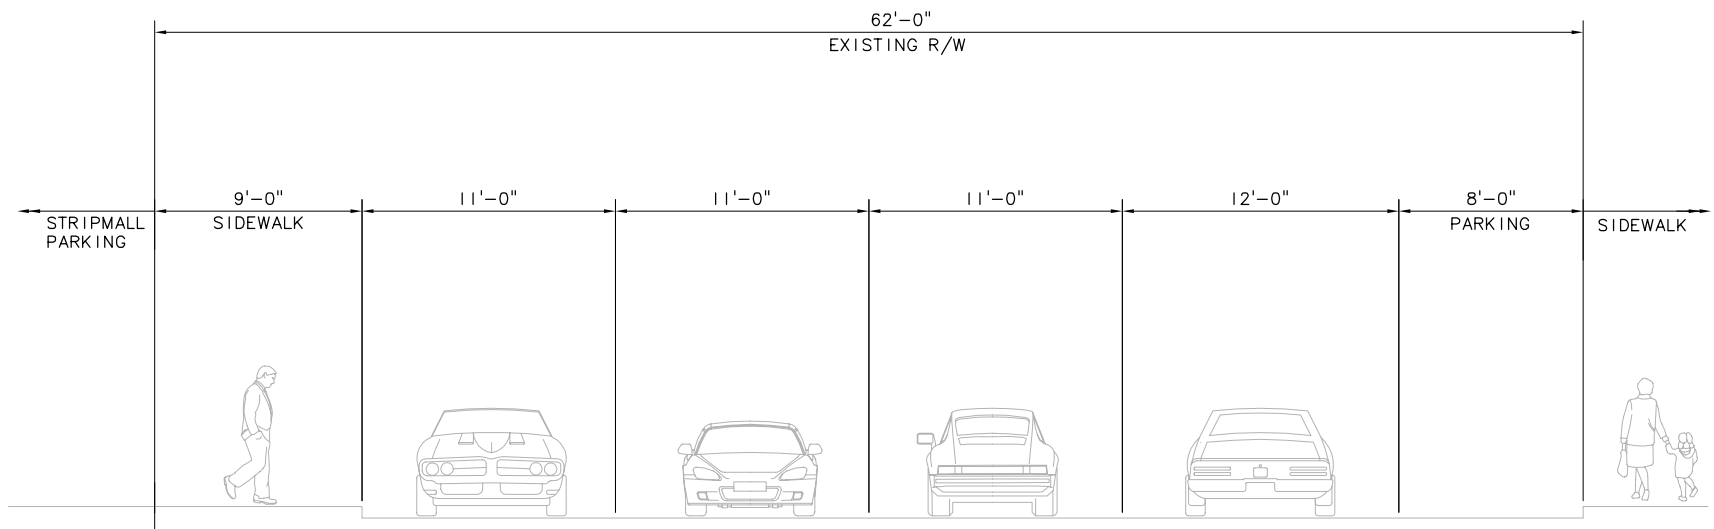 62'-0"
EXISTING R/W
9'-0"
11'-0"
11'-0"
11'-0"
12'-0"
8'-0"
STRIPMALL
PARKING
SIDEWALK
PARKING
SIDEWALK